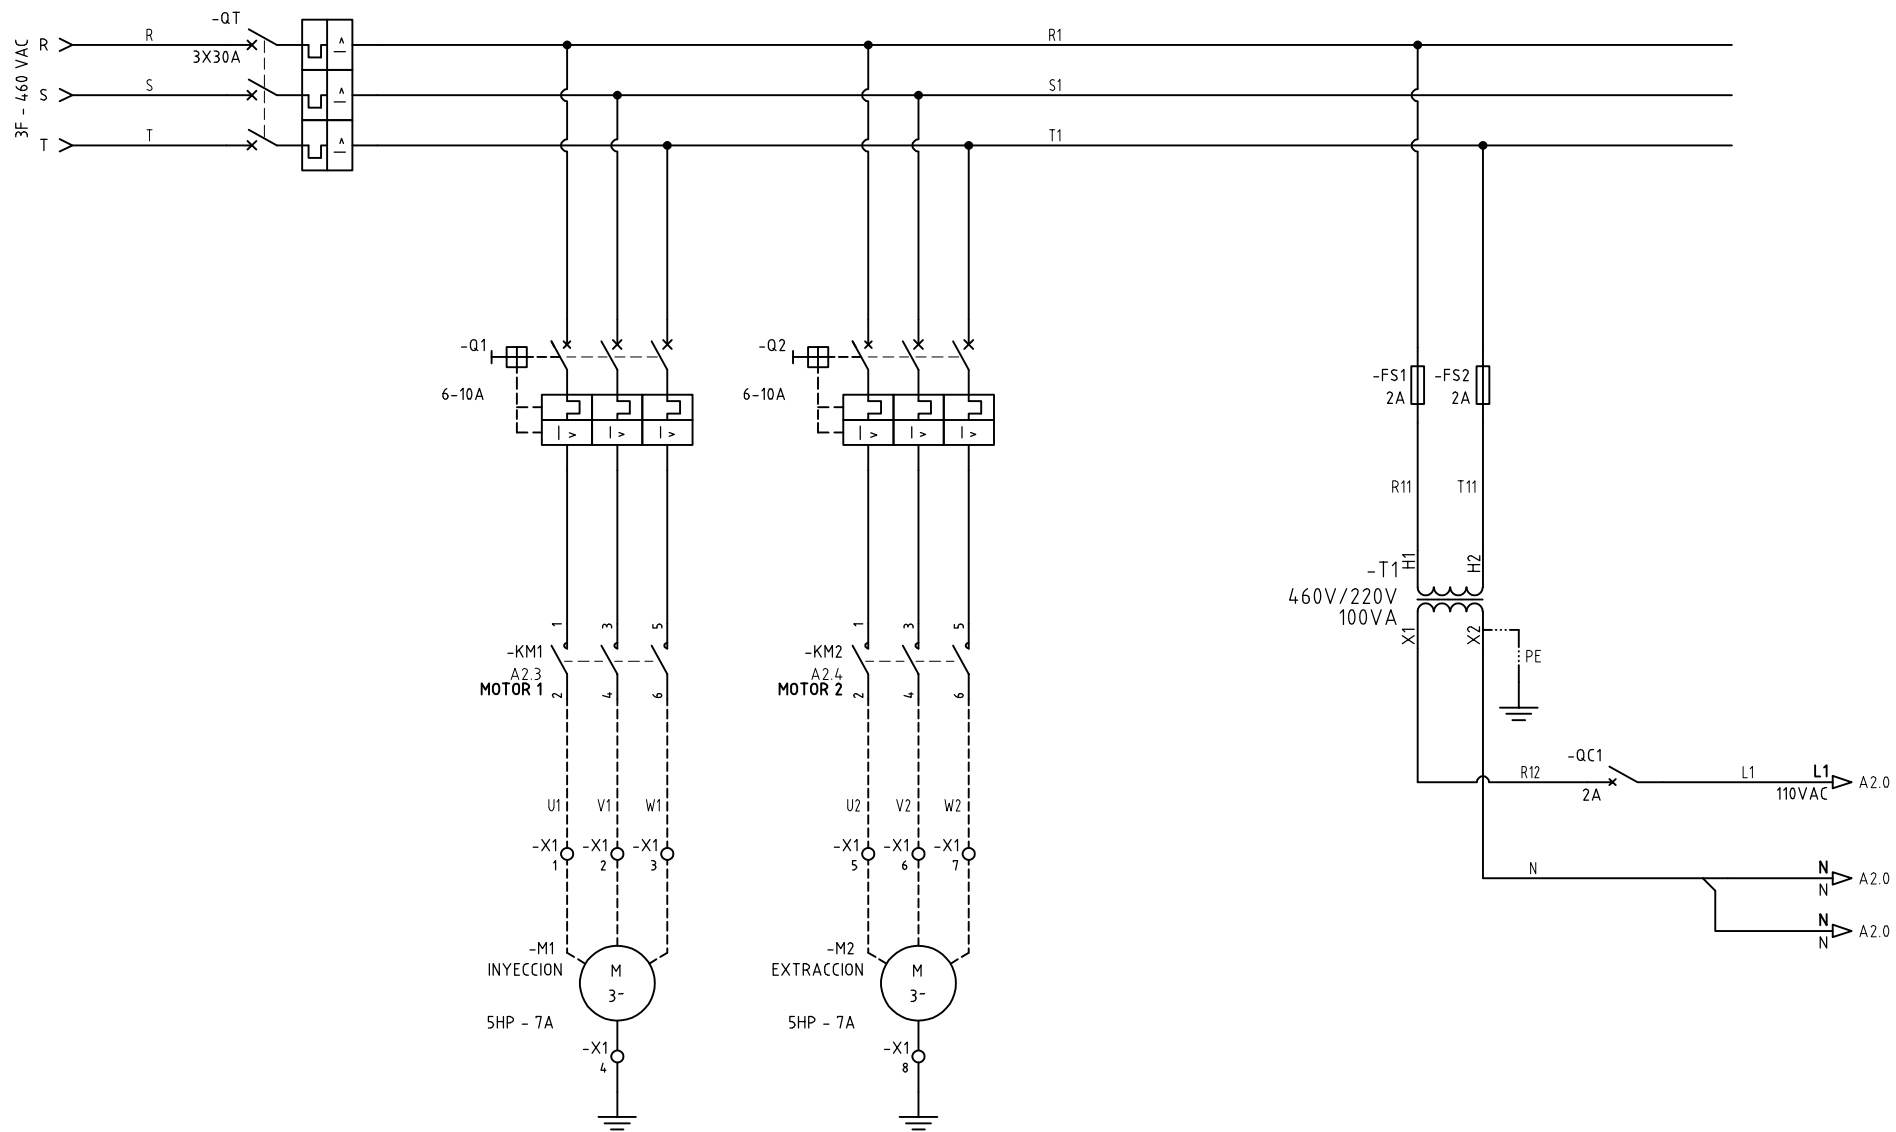 3F - 460 VAC
R
S
T
R
S
T
-QT
3X30A
R1
S1
T1
-Q1
6-10A
I >
I >
I >
-Q2
6-10A
I >
I >
I >
-FS1
2A
-FS2
2A
R11
T11
H1
H2
-T1
460V/220V
100VA
X1
X2
PE
1
3
5
-KM1
A2.3
MOTOR 1
2
4
6
1
3
5
-KM2
A2.4
MOTOR 2
2
4
6
-QC1
2A
R12
L1
L1
110VAC
A2.0
U1
V1
W1
U2
V2
W2
-X1
1
-X1
2
-X1
3
-X1
5
-X1
6
-X1
7
N
N
N
A2.0
N
N
A2.0
-M1
INYECCION
M
3~
5HP - 7A
-M2
EXTRACCION
M
3~
5HP - 7A
-X1
4
-X1
8